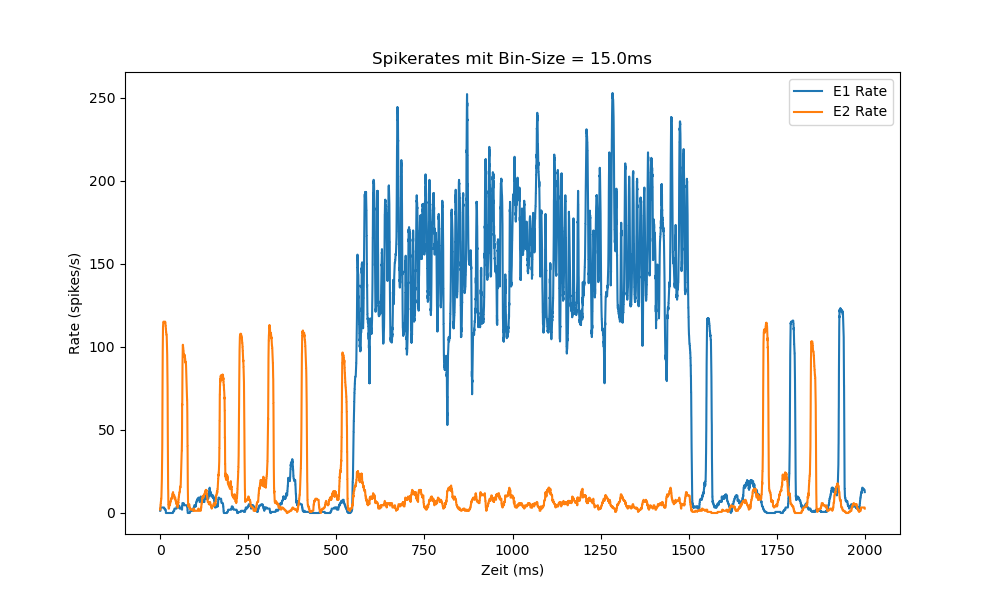 Spikerates mit Bin-Size = 15.0ms
E1 Rate
E2 Rate
Rate (spikes/s)
250
200
150
100
50
0
0 250 500 750 1000 1250 1500 1750 2000
Zeit (ms)